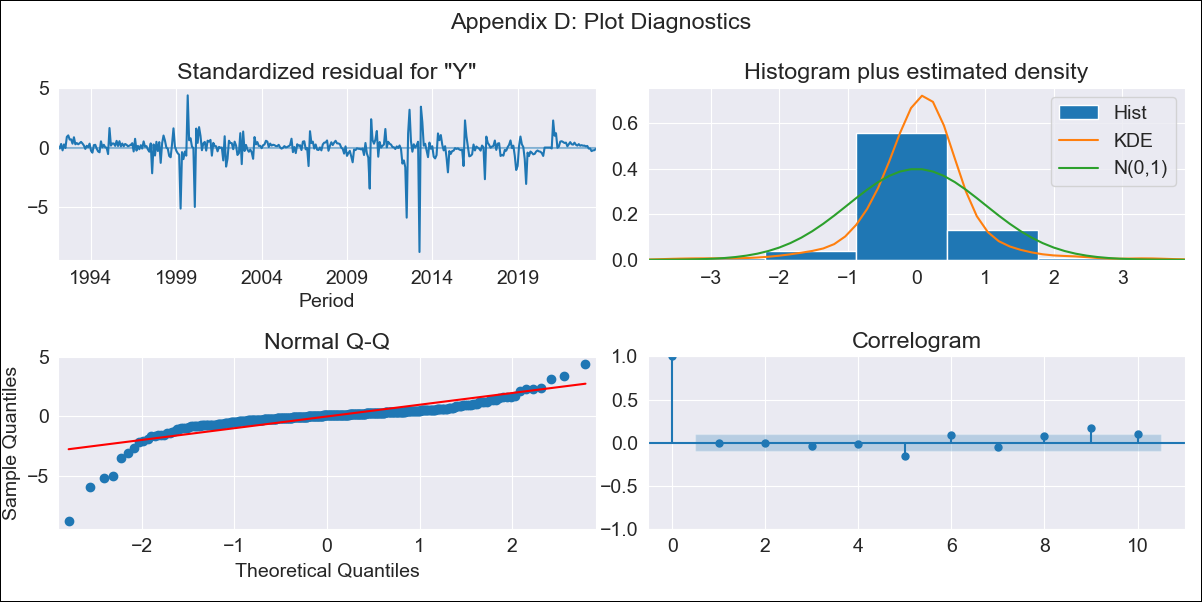 Appendix D: Plot Diagnostics
Standardized residual for "Y"
5
0
−5
1994 1999 2004 2009 2014 2019
Period
Histogram plus estimated density
Hist
KDE
N(0,1)
0.6
0.4
0.2
0.0
−3 −2 −1 0 1 2 3
Normal Q-Q
Sample Quantiles
5
0
−5
−2 −1 0 1 2
Theoretical Quantiles
Correlogram
1.0
0.5
0.0
−0.5
−1.0
0 2 4 6 8 10